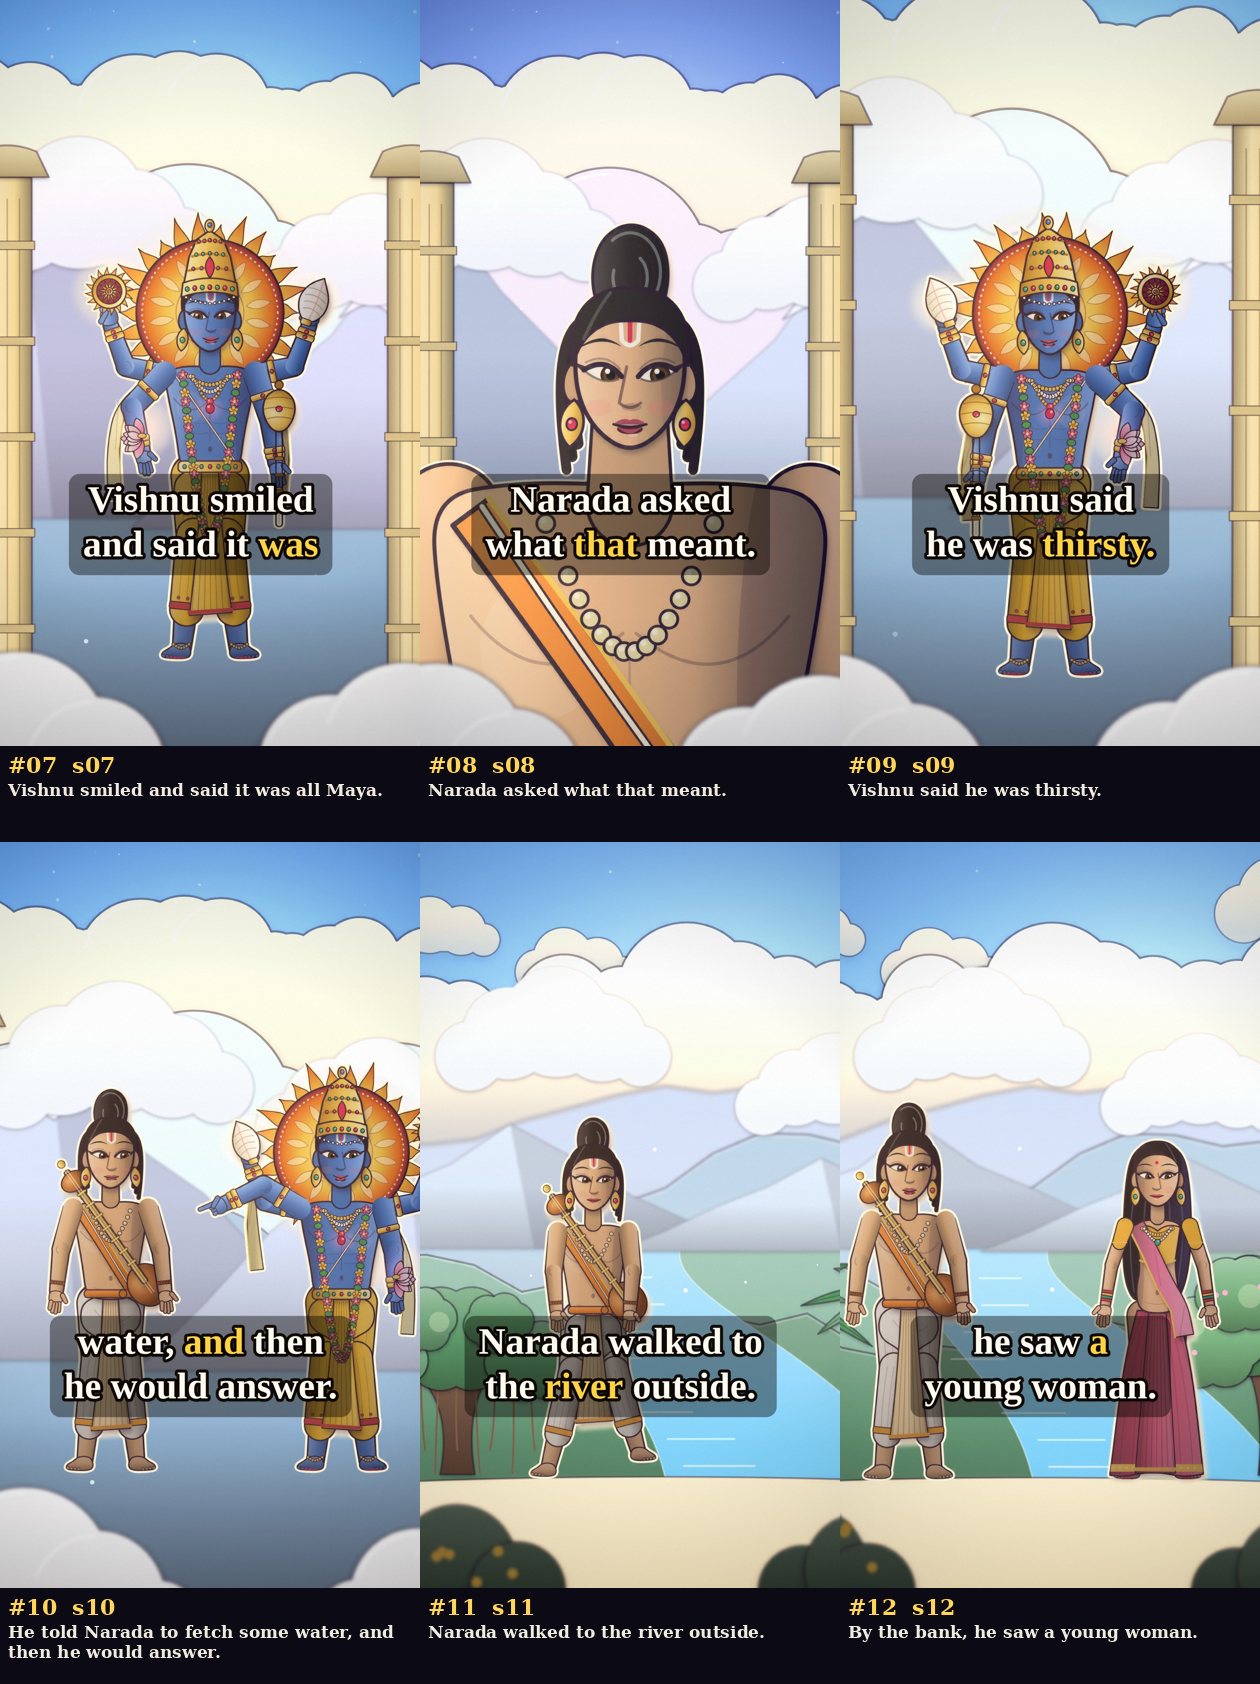 Vishnu smiled
and said it was
Narada asked
what that meant.
Vishnu said
he was thirsty.
#07 s07
Vishnu smiled and said it was all Maya.
#08 s08
Narada asked what that meant.
#09 s09
Vishnu said he was thirsty.
water, and then
he would answer.
Narada walked to
the river outside.
he saw a
young woman.
#10 s10
He told Narada to fetch some water, and
then he would answer.
#11 s11
Narada walked to the river outside.
#12 s12
By the bank, he saw a young woman.